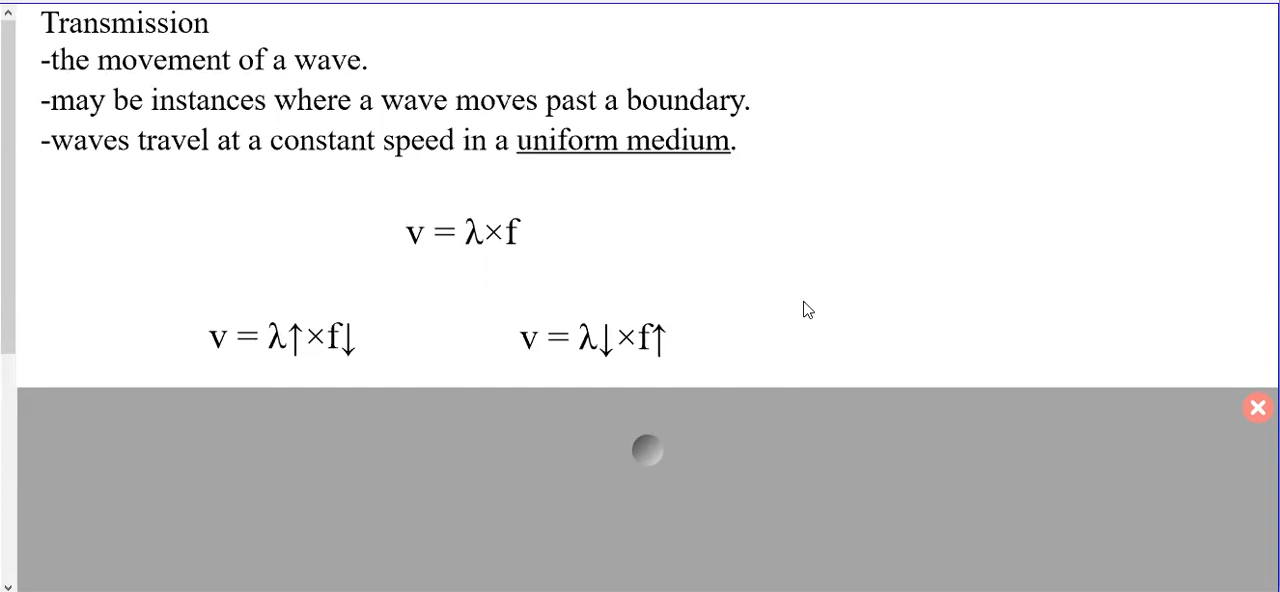 Transmission
-the movement of a wave.
-may be instances where a wave moves past a boundary.
-waves travel at a constant speed in a uniform medium.
v = λ×f
v = λ↑×f↓ v = λ↓×f↑